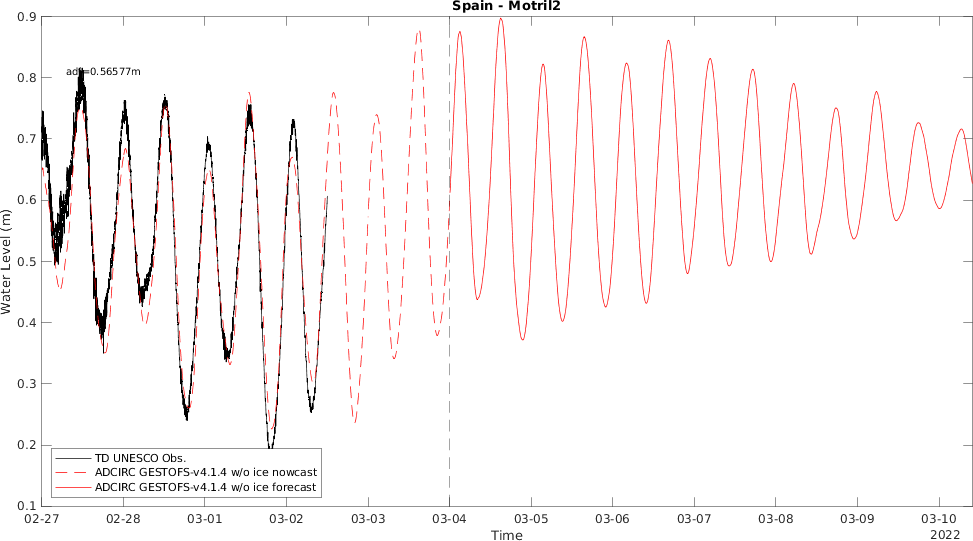 Spain - Motril2
0.9
0.8
0.7
0.6
0.5
0.4
0.3
0.2
0.1
Water Level (m)
adj=0.56577m
TD UNESCO Obs.
ADCIRC GESTOFS-v4.1.4 w/o ice nowcast
ADCIRC GESTOFS-v4.1.4 w/o ice forecast
02-27 02-28 03-01 03-02 03-03 03-04 03-05 03-06 03-07 03-08 03-09 03-10
Time
2022